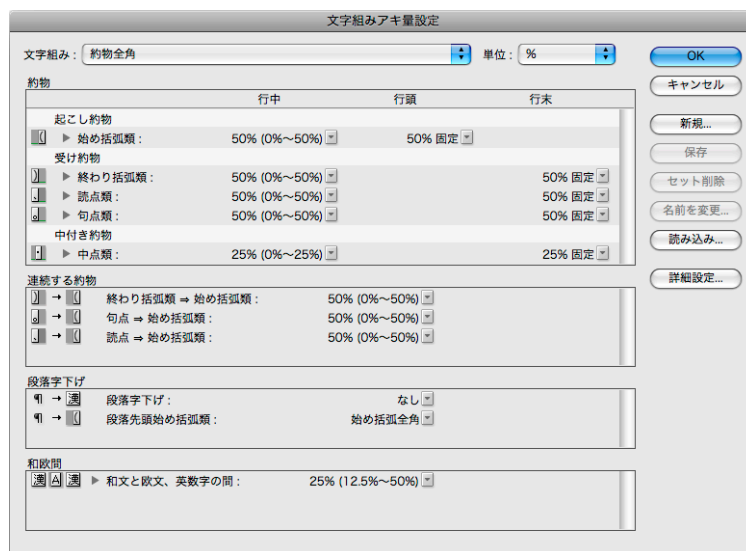 文字組みアキ量設定
文字組み： 約物全角 単位： %
OK
キャンセル
新規...
保存
セット削除
名前を変更...
読み込み...
詳細設定...
約物
行中 行頭 行末
起こし約物
始め括弧類： 50% (0%～50%) 50% 固定
受け約物
終わり括弧類： 50% (0%～50%) 50% 固定
読点類： 50% (0%～50%) 50% 固定
句点類： 50% (0%～50%) 50% 固定
中付き約物
中点類： 25% (0%～25%) 25% 固定
連続する約物
終わり括弧類 ⇒ 始め括弧類： 50% (0%～50%)
句点 ⇒ 始め括弧類： 50% (0%～50%)
読点 ⇒ 始め括弧類： 50% (0%～50%)
段落字下げ
¶ → 漢 段落字下げ： なし
¶ → ( 段落先頭始め括弧類： 始め括弧全角
和欧間
漢 A 漢 和文と欧文、英数字の間： 25% (12.5%～50%)